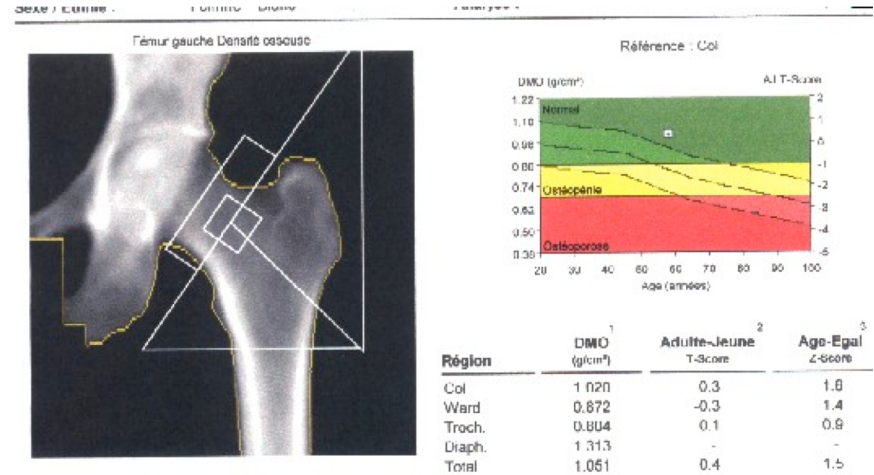 Fémur gauche Densité osseuse
Référence : Col
DMO (g/cm²)
AJ T-Score
1.22
1.10
0.98
0.86
0.74
0.62
0.50
0.38
2
1
0
-1
-2
-3
-4
-5
Normal
Ostéopénie
Ostéoporose
20 30 40 50 60 70 80 90 100
Age (années)
1 2 3
DMO Adulte-Jeune Age-Egal
Région (g/cm²) T-Score Z-Score
Col 1.020 0.3 1.6
Ward 0.872 -0.3 1.4
Troch. 0.804 0.1 0.9
Diaph. 1.313 - -
Total 1.051 0.4 1.5